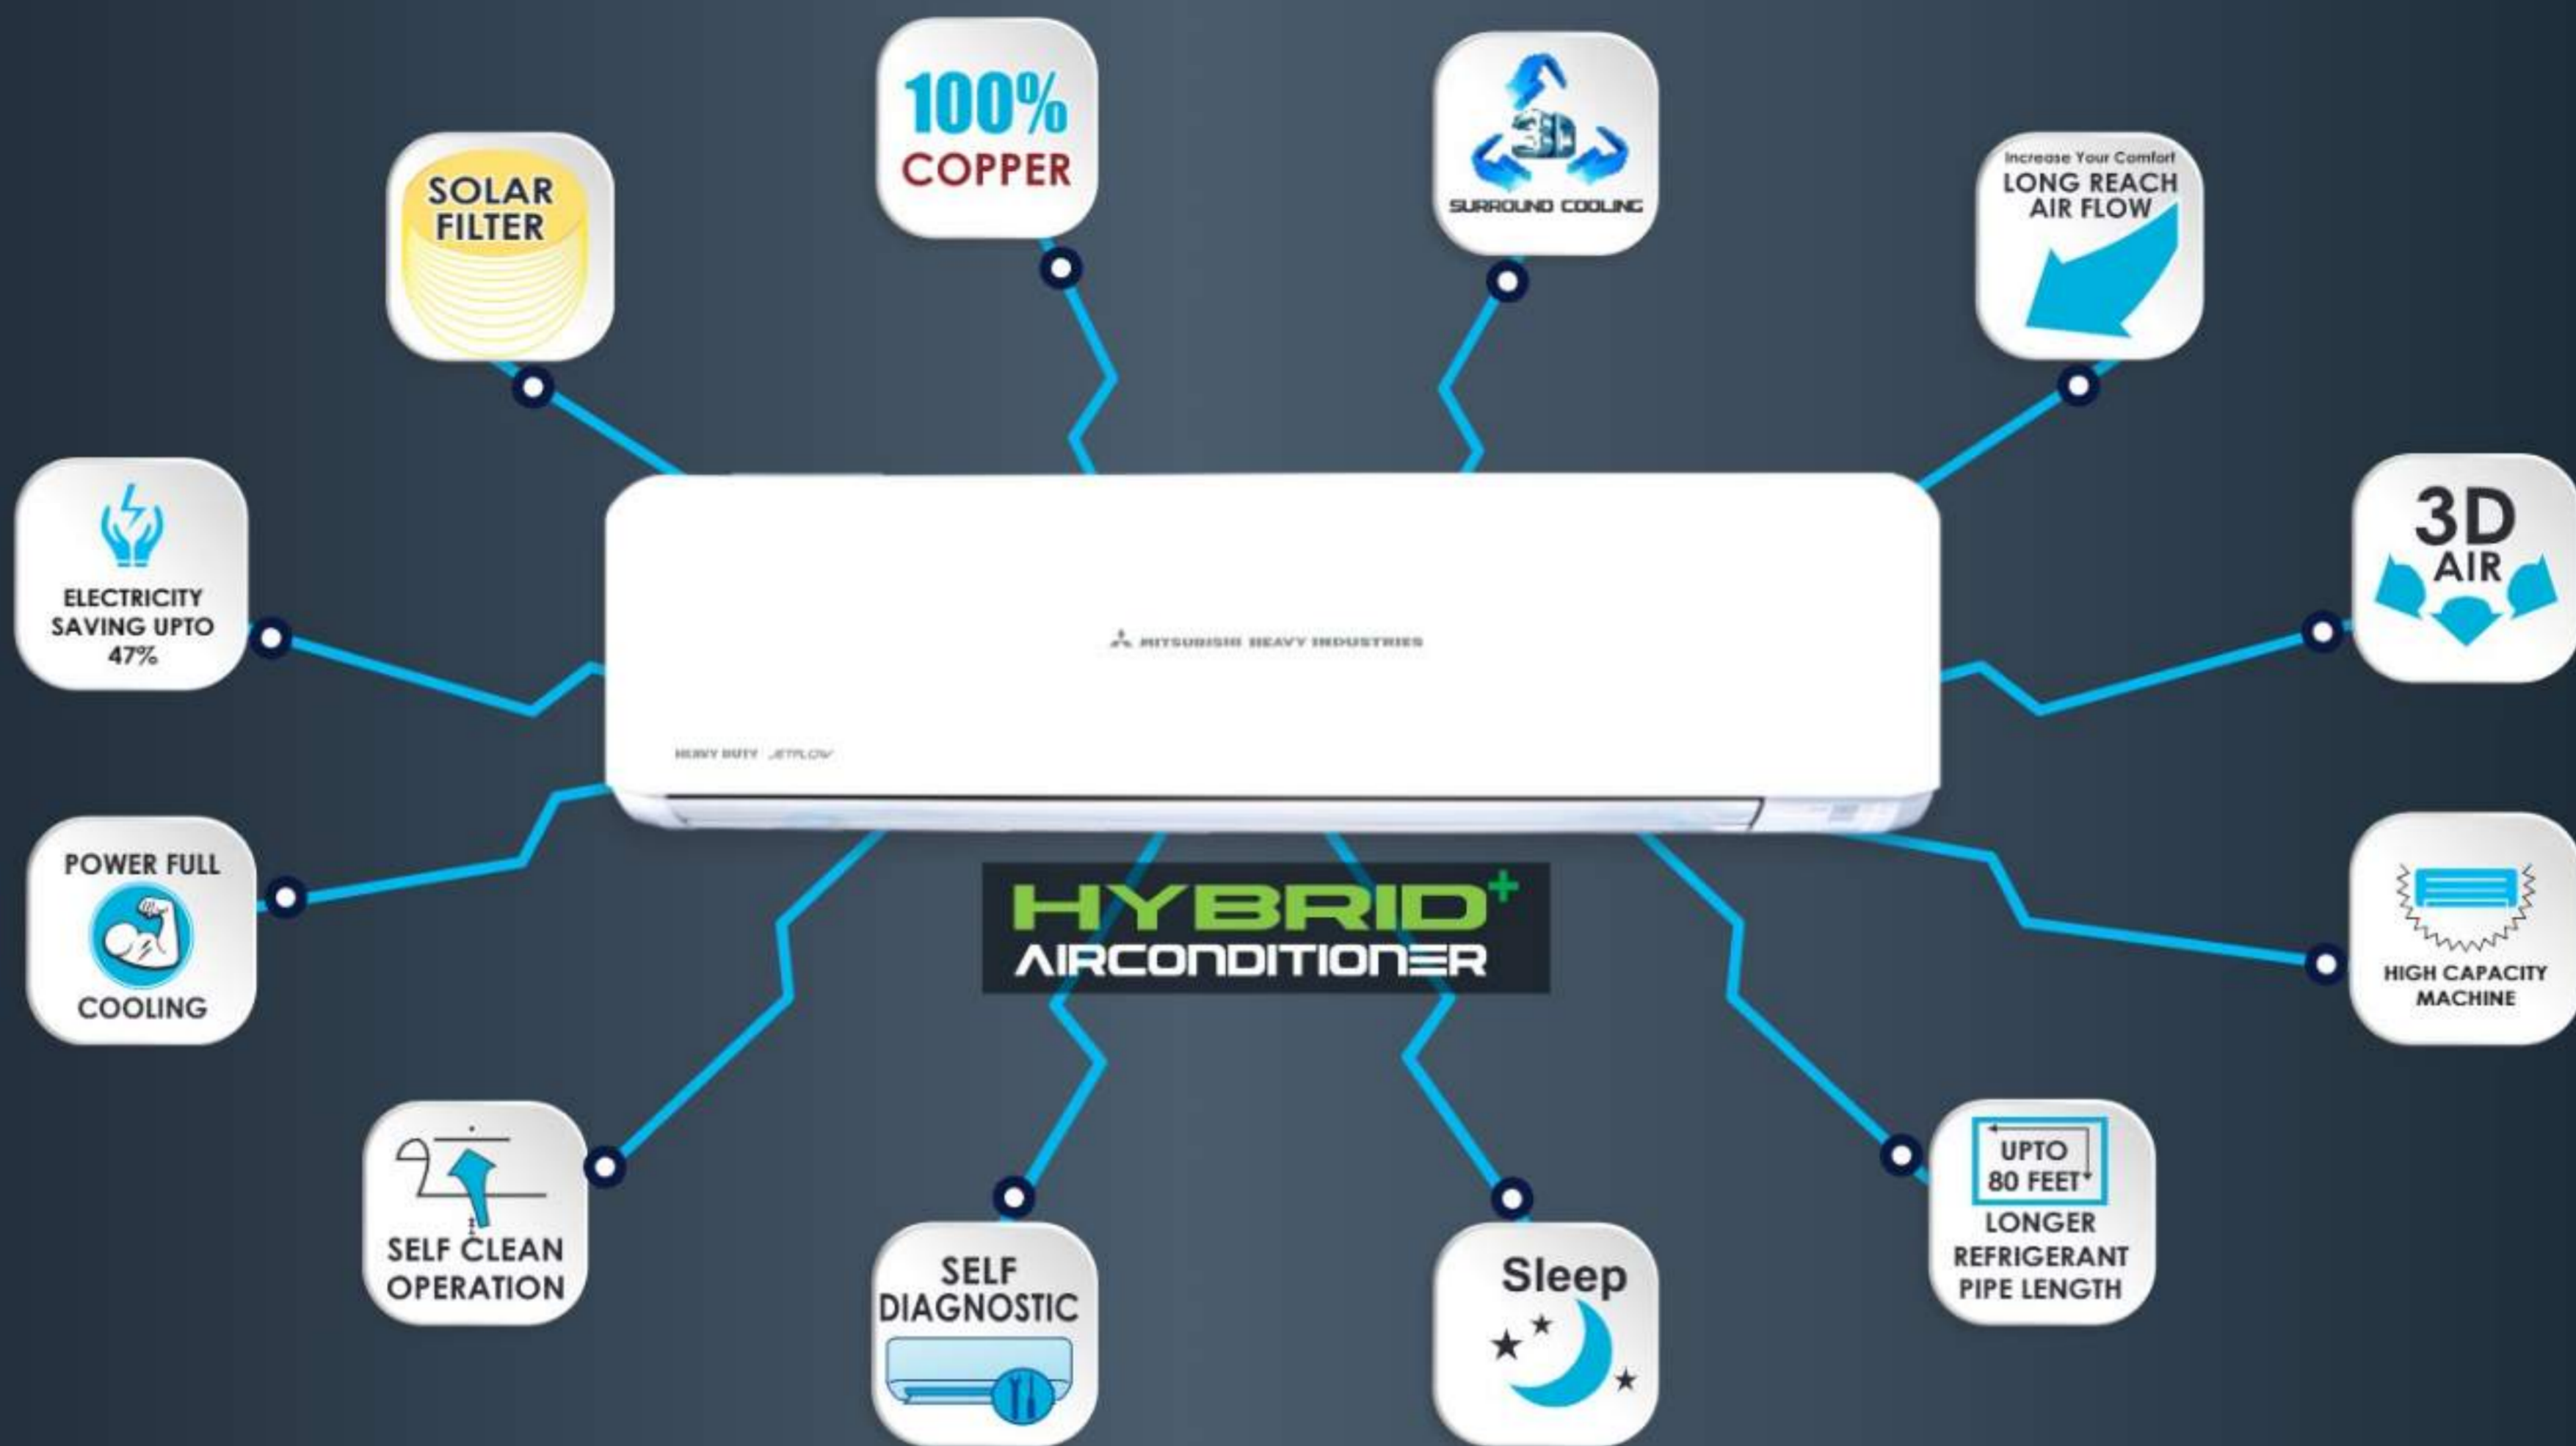 100%
COPPER
3D
SURROUND COOLING
SOLAR
FILTER
Increase Your Comfort
LONG REACH
AIR FLOW
ELECTRICITY
SAVING UPTO
47%
3D
AIR
MITSUBISHI HEAVY INDUSTRIES
HEAVY DUTY JETFLOW
POWER FULL
COOLING
HYBRID+
AIRCONDITIONER
HIGH CAPACITY
MACHINE
SELF CLEAN
OPERATION
SELF
DIAGNOSTIC
Sleep
UPTO
80 FEET
LONGER
REFRIGERANT
PIPE LENGTH